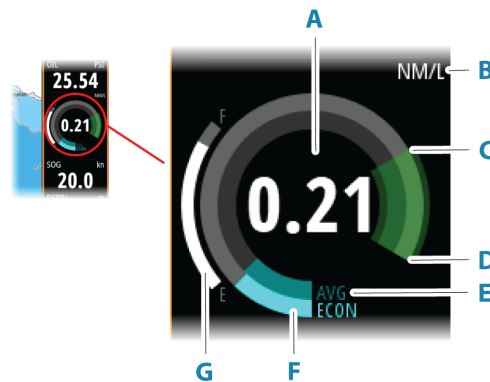 A
NM/L
B
C
D
E
F
G
F
E
0.21
AVG
ECON
OIL PSI
25.54
0.21
SOG kn
20.0